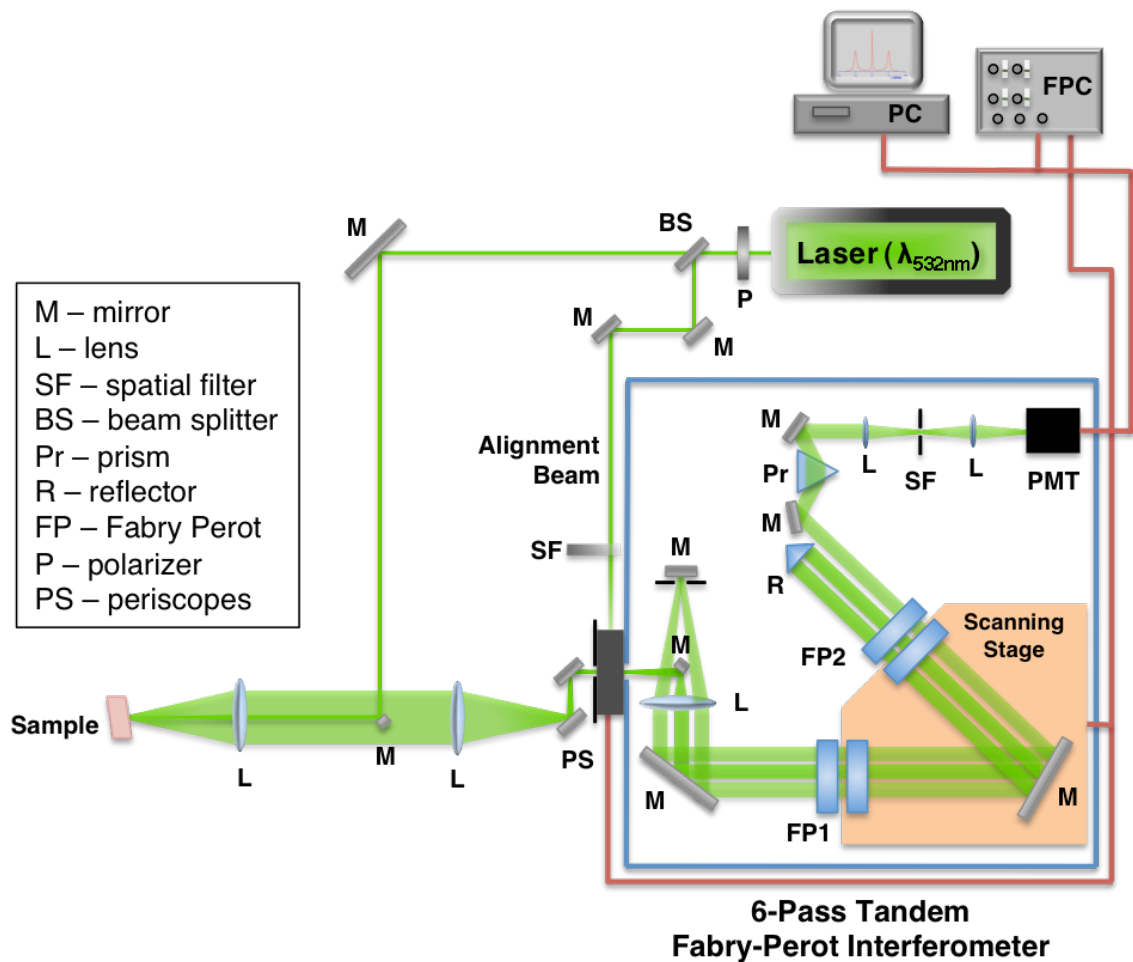 PC
FPC
M
BS
Laser ( λ532nm)
P
M
M
M – mirror
L – lens
SF – spatial filter
BS – beam splitter
Pr – prism
R – reflector
FP – Fabry Perot
P – polarizer
PS – periscopes
Alignment
Beam
M
L
SF
L
PMT
Pr
M
SF
M
R
Scanning
Stage
FP2
M
L
Sample
L
M
L
PS
M
FP1
M
6-Pass Tandem
Fabry-Perot Interferometer